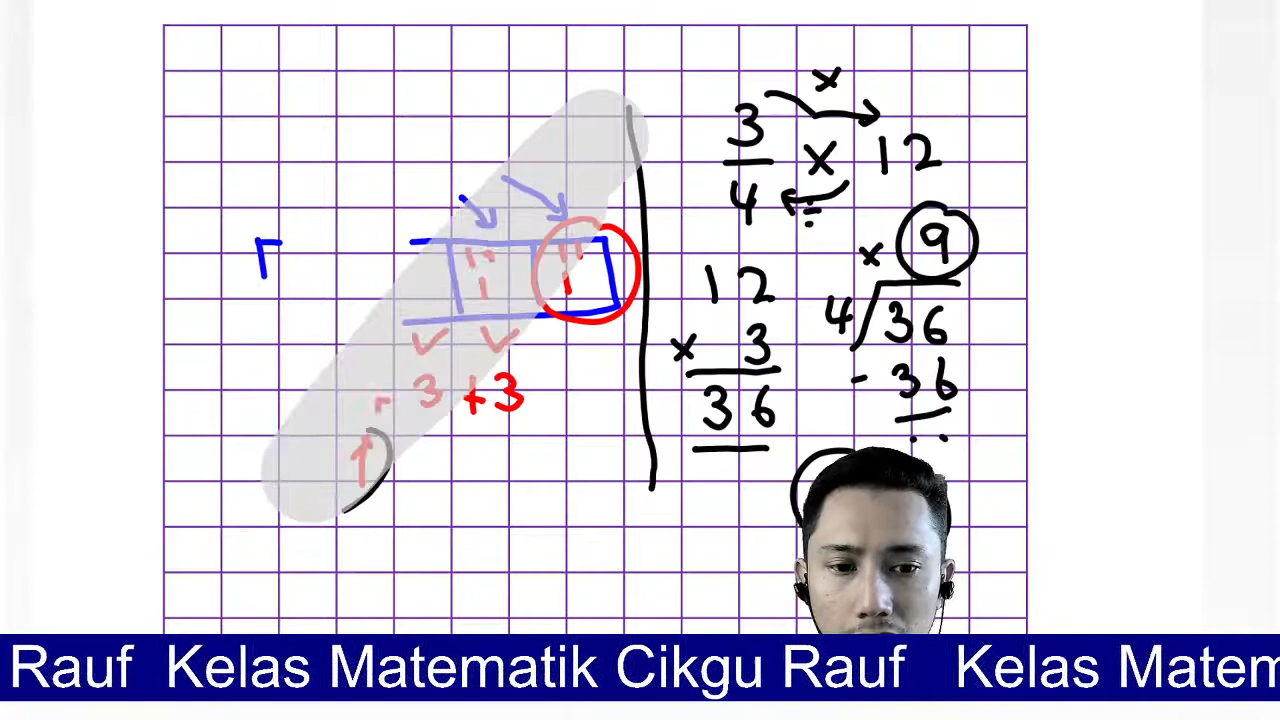 3 + 3
x
3
4
x 12
÷
12
x 3
36
x 9
4 36
- 36
Rauf Kelas Matematik Cikgu Rauf Kelas Matem